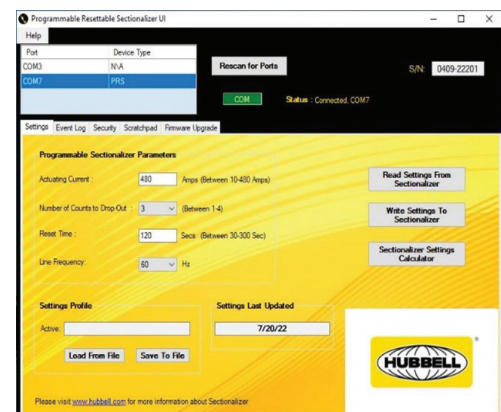 Programmable Resettable Sectionalizer UI
Help
Port Device Type
COM3 N\A
COM7 PRS
Rescan for Ports
S/N: 0409-22201
COM Status : Connected, COM7
Settings Event Log Security Scratchpad Firmware Upgrade
Programmable Sectionalizer Parameters
Actuating Current : 480 Amps (Between 10-480 Amps)
Number of Counts to Drop-Out : 3 (Between 1-4)
Reset Time : 120 Secs (Between 30-300 Sec)
Line Frequency: 60 Hz
Read Settings From Sectionalizer
Write Settings To Sectionalizer
Sectionalizer Settings Calculator
Settings Profile
Active:
Load From File Save To File
Settings Last Updated
7/20/22
HUBBELL
Please visit www.hubbell.com for more information about Sectionalizer